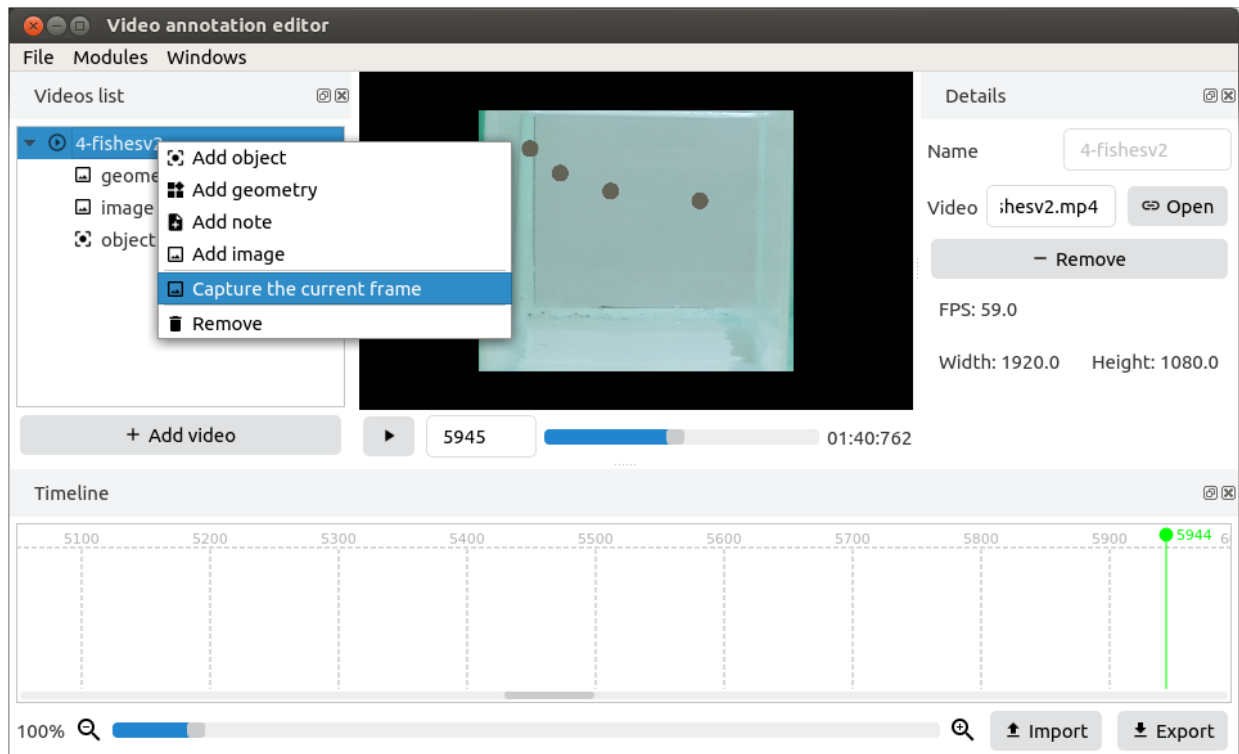 Video annotation editor
File Modules Windows
Videos list
4-fishesv2
geome
image
object
Add object
Add geometry
Add note
Add image
Capture the current frame
Remove
+ Add video
5945
01:40:762
Details
Name 4-fishesv2
Video hesv2.mp4 Open
Remove
FPS: 59.0
Width: 1920.0 Height: 1080.0
Timeline
5100 5200 5300 5400 5500 5600 5700 5800 5900 5944
100%
Import Export